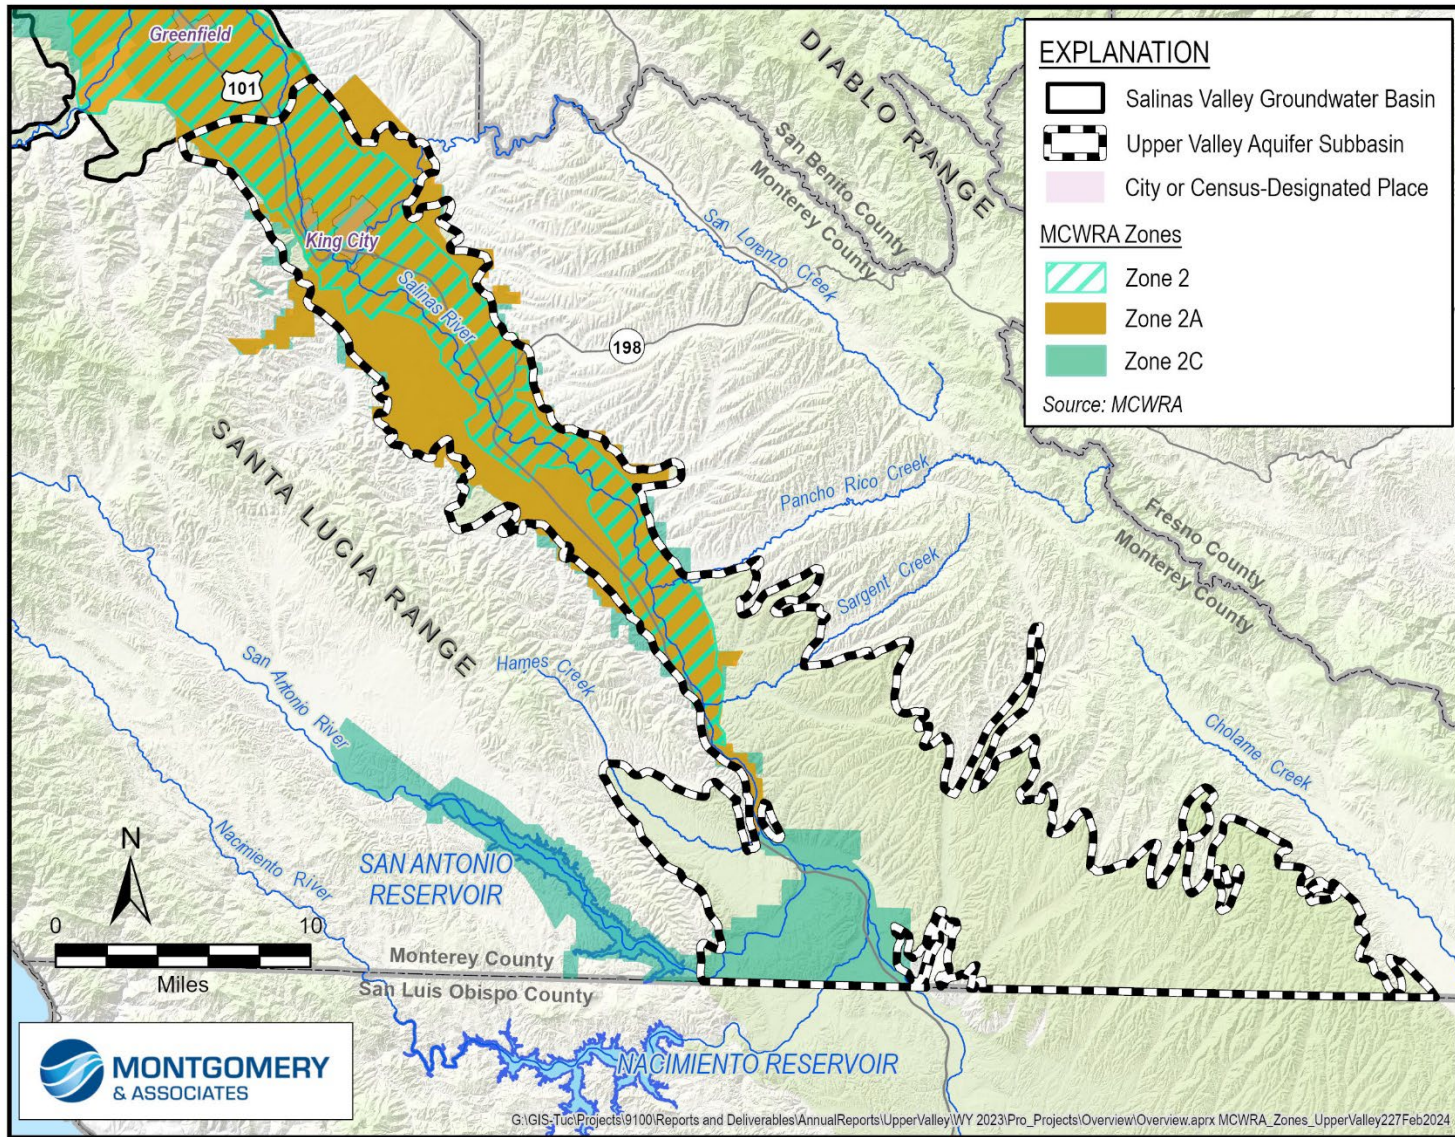 Greenfield
101
DIABLO RANGE
San Benito County
Monterey County
San Lorenzo Creek
King City
Salinas River
198
SANTA LUCIA RANGE
Pancho Rico Creek
Sargent Creek
Fresno County
Monterey County
Hames Creek
San Antonio River
Cholame Creek
Nacimiento River
SAN ANTONIO
RESERVOIR
N
0 10
Miles
Monterey County
San Luis Obispo County
NACIMIENTO RESERVOIR
EXPLANATION
Salinas Valley Groundwater Basin
Upper Valley Aquifer Subbasin
City or Census-Designated Place
MCWRA Zones
Zone 2
Zone 2A
Zone 2C
Source: MCWRA
MONTGOMERY
& ASSOCIATES
G:\GIS-Tuc\Projects\9100\Reports and Deliverables\AnnualReports\UpperValley\WY 2023\Pro_Projects\Overview\Overview.aprx MCWRA_Zones_UpperValley227Feb2024